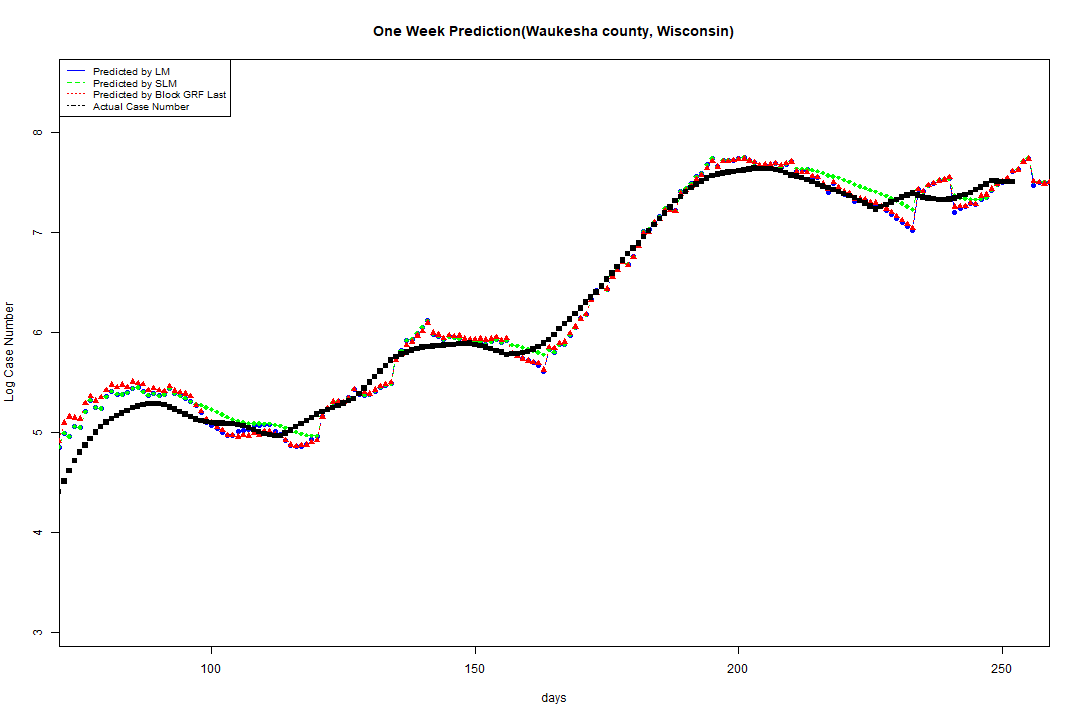 One Week Prediction(Waukesha county, Wisconsin)
Predicted by LM
Predicted by SLM
Predicted by Block GRF Last
Actual Case Number
8
7
6
5
4
3
Log Case Number
100 150 200 250
days